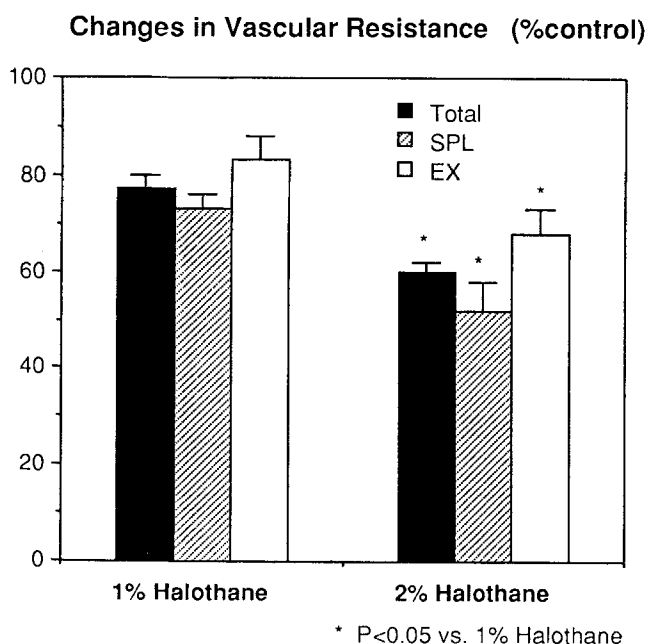 Changes in Vascular Resistance (%control)
100
80
60
40
20
0
Total
SPL
EX
*
*
*
1% Halothane
2% Halothane
* P<0.05 vs. 1% Halothane